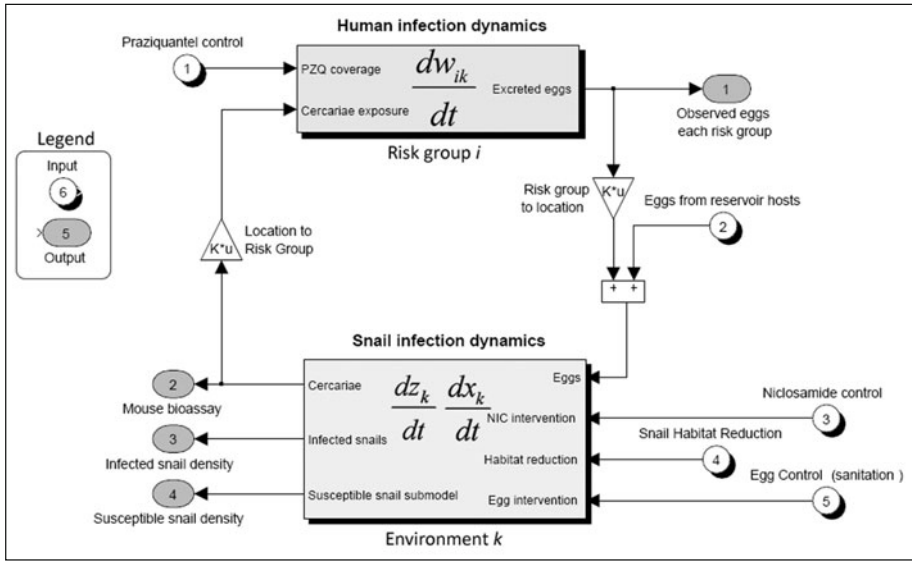 Human infection dynamics
Praziquantel control
1
PZQ coverage
Cercariae exposure
dw_ik
dt
Excreted eggs
1
Observed eggs
each risk group
Risk group i
Legend
Input
6
5
Output
Location to
Risk Group
K*u
Risk group
to location
K*u
Eggs from reservoir hosts
2
+ +
Snail infection dynamics
Cercariae
Infected snails
Susceptible snail submodel
dz_k dx_k
dt dt
Eggs
NIC intervention
Habitat reduction
Egg intervention
Environment k
2
Mouse bioassay
3
Infected snail density
4
Susceptible snail density
Niclosamide control
3
Snail Habitat Reduction
4
Egg Control (sanitation )
5